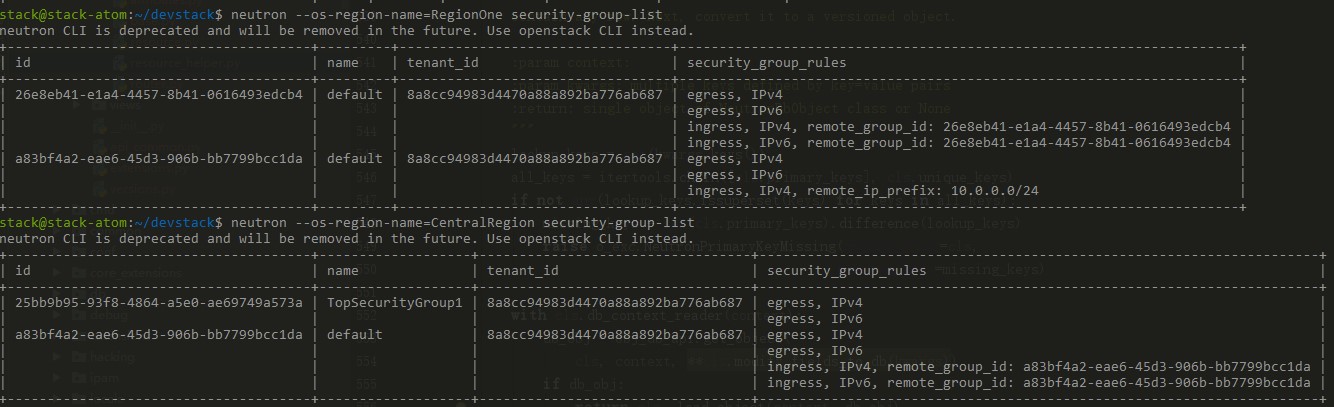 stack@stack-atom:~/devstack$ neutron --os-region-name=RegionOne security-group-list
neutron CLI is deprecated and will be removed in the future. Use openstack CLI instead.
| id | name | tenant_id | security_group_rules |
| 26e8eb41-e1a4-4457-8b41-0616493edcb4 | default | 8a8cc94983d4470a88a892ba776ab687 | egress, IPv4 |
| | | | egress, IPv6 |
| | | | ingress, IPv4, remote_group_id: 26e8eb41-e1a4-4457-8b41-0616493edcb4 |
| | | | ingress, IPv6, remote_group_id: 26e8eb41-e1a4-4457-8b41-0616493edcb4 |
| a83bf4a2-eae6-45d3-906b-bb7799bcc1da | default | 8a8cc94983d4470a88a892ba776ab687 | egress, IPv4 |
| | | | egress, IPv6 |
| | | | ingress, IPv4, remote_ip_prefix: 10.0.0.0/24 |
stack@stack-atom:~/devstack$ neutron --os-region-name=CentralRegion security-group-list
neutron CLI is deprecated and will be removed in the future. Use openstack CLI instead.
| id | name | tenant_id | security_group_rules |
| 25bb9b95-93f8-4864-a5e0-ae69749a573a | TopSecurityGroup1 | 8a8cc94983d4470a88a892ba776ab687 | egress, IPv4 |
| | | | egress, IPv6 |
| a83bf4a2-eae6-45d3-906b-bb7799bcc1da | default | 8a8cc94983d4470a88a892ba776ab687 | egress, IPv4 |
| | | | egress, IPv6 |
| | | | ingress, IPv4, remote_group_id: a83bf4a2-eae6-45d3-906b-bb7799bcc1da |
| | | | ingress, IPv6, remote_group_id: a83bf4a2-eae6-45d3-906b-bb7799bcc1da |